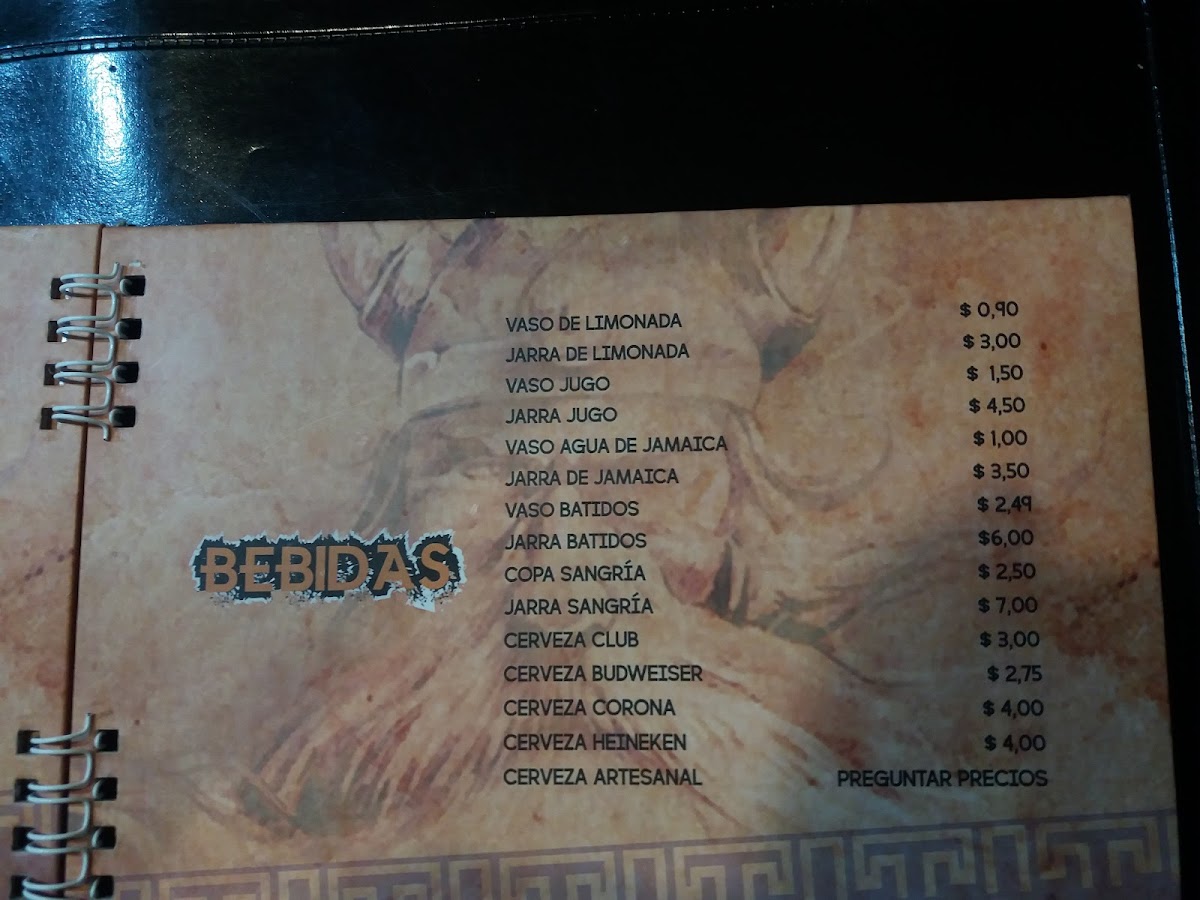 BEBIDAS
VASO DE LIMONADA $ 0,90
JARRA DE LIMONADA $ 3,00
VASO JUGO $ 1,50
JARRA JUGO $ 4,50
VASO AGUA DE JAMAICA $ 1,00
JARRA DE JAMAICA $ 3,50
VASO BATIDOS $ 2,49
JARRA BATIDOS $6,00
COPA SANGRÍA $ 2,50
JARRA SANGRÍA $ 7,00
CERVEZA CLUB $ 3,00
CERVEZA BUDWEISER $ 2,75
CERVEZA CORONA $ 4,00
CERVEZA HEINEKEN $ 4,00
CERVEZA ARTESANAL PREGUNTAR PRECIOS